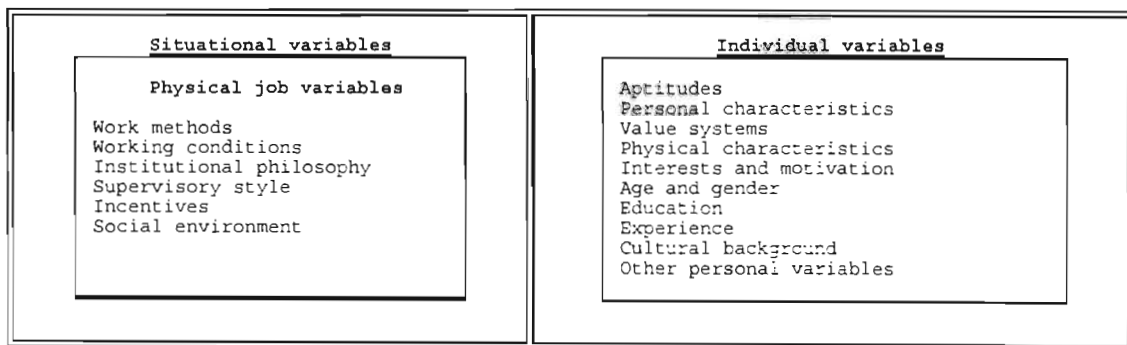 Situational variables
Physical job variables
Work methods
Working conditions
Institutional philosophy
Supervisory style
Incentives
Social environment
Individual variables
Aptitudes
Personal characteristics
Value systems
Physical characteristics
Interests and motivation
Age and gender
Education
Experience
Cultural background
Other personal variables